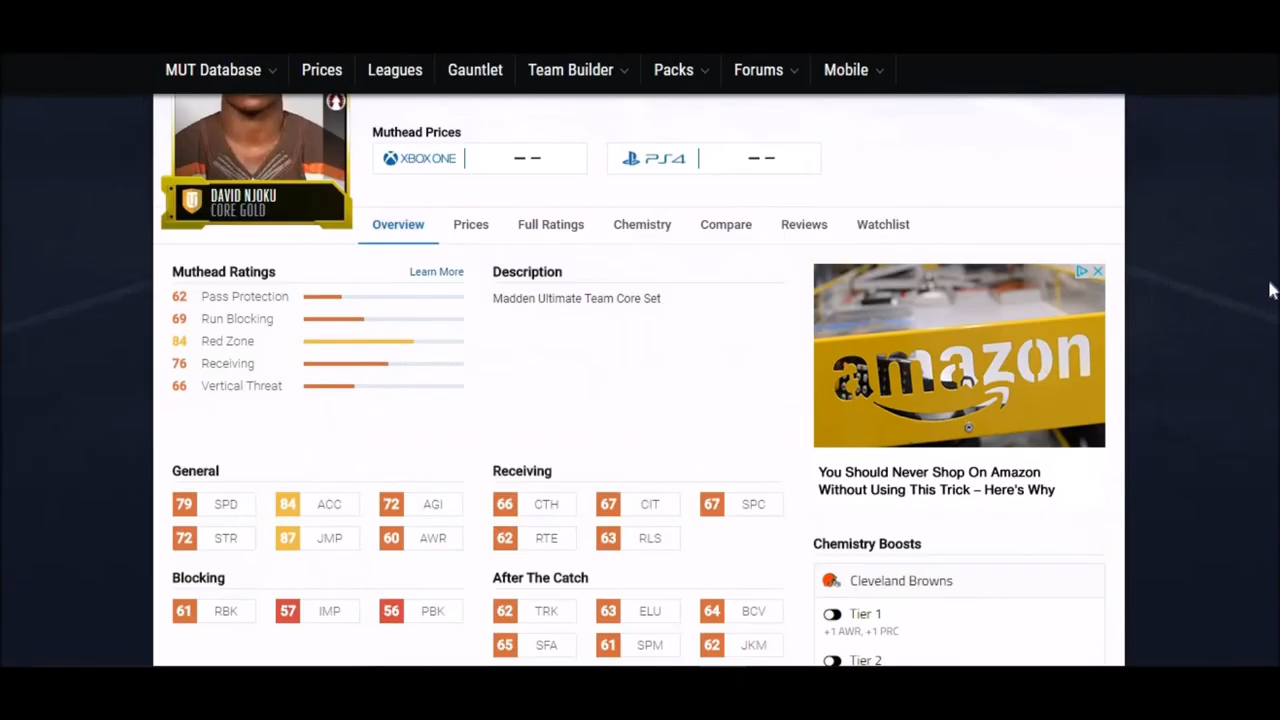 MUT Database Prices Leagues Gauntlet Team Builder Packs Forums Mobile
Muthead Prices
XBOX ONE – – PS4 – –
DAVID NJOKU
CORE GOLD
Overview Prices Full Ratings Chemistry Compare Reviews Watchlist
Muthead Ratings Learn More
62 Pass Protection
69 Run Blocking
84 Red Zone
76 Receiving
66 Vertical Threat
Description
Madden Ultimate Team Core Set
amazon
You Should Never Shop On Amazon
Without Using This Trick – Here's Why
General
79 SPD 84 ACC 72 AGI
72 STR 87 JMP 60 AWR
Receiving
66 CTH 67 CIT 67 SPC
62 RTE 63 RLS
Blocking
61 RBK 57 IMP 56 PBK
After The Catch
62 TRK 63 ELU 64 BCV
65 SFA 61 SPM 62 JKM
Chemistry Boosts
Cleveland Browns
Tier 1
+1 AWR, +1 PRC
Tier 2